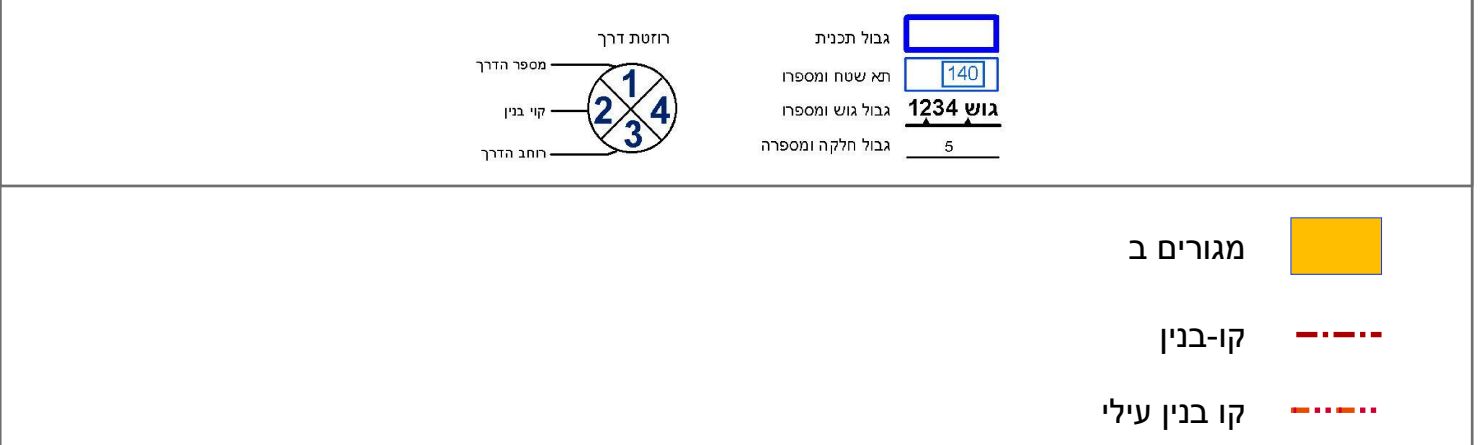 גבול תכנית
תא שטח ומספרו
140
גבול גוש ומספרו
גוש 1234
גבול חלקה ומספרה
5
רוזטת דרך
מספר הדרך
קוי בנין
רוחב הדרך
1
2
4
3
מגורים ב
קו-בנין
קו בנין עילי